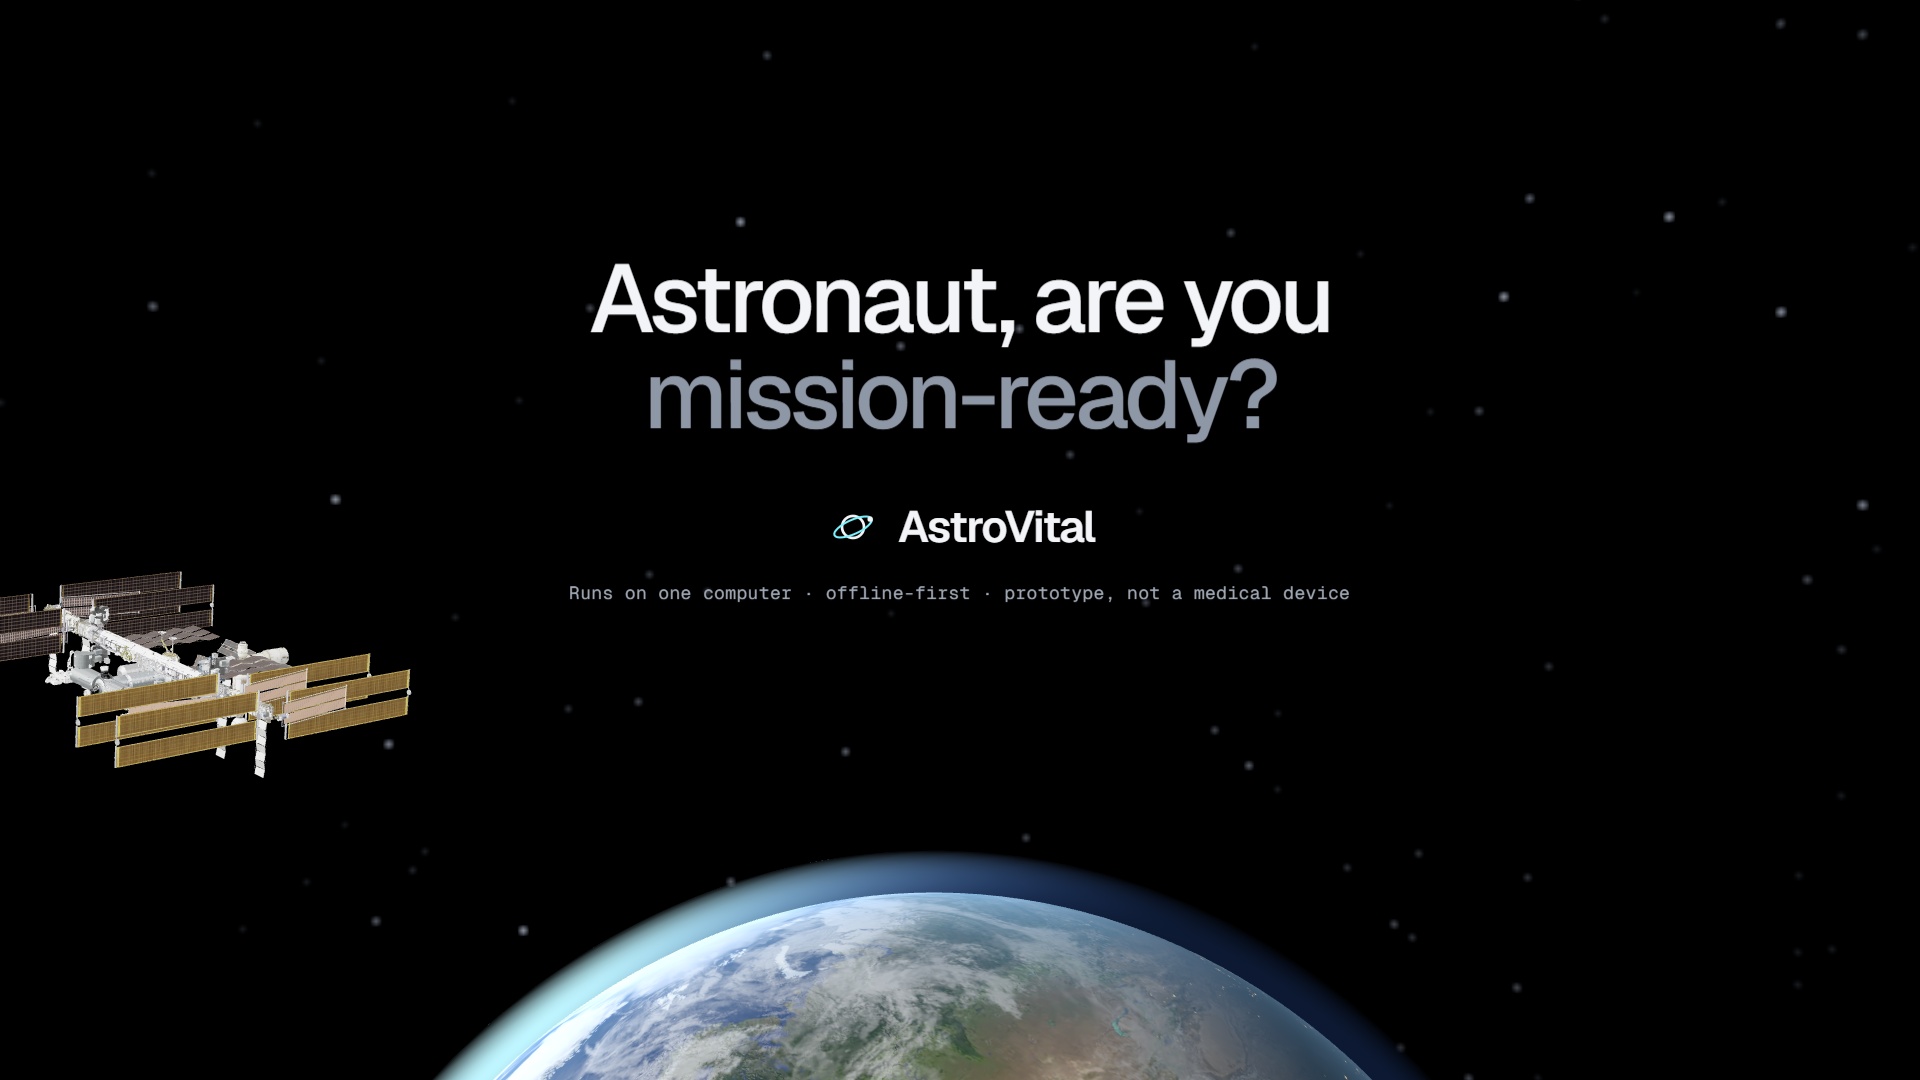 Astronaut, are you
mission-ready?
AstroVital
Runs on one computer · offline-first · prototype, not a medical device